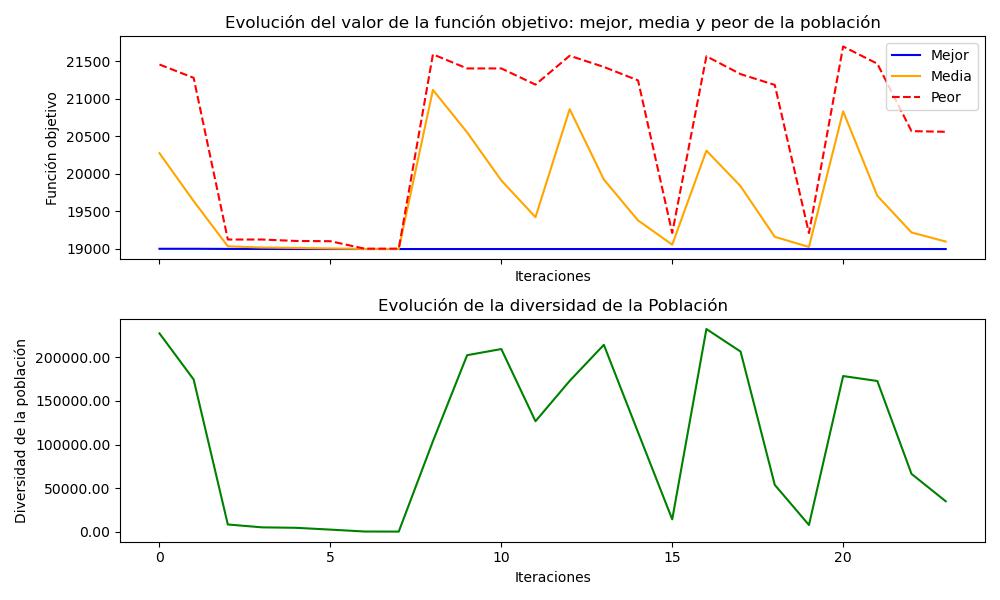 Evolución del valor de la función objetivo: mejor, media y peor de la población
21500
21000
20500
20000
19500
19000
Función objetivo
Mejor
Media
Peor
Iteraciones
Evolución de la diversidad de la Población
200000.00
150000.00
100000.00
50000.00
0.00
Diversidad de la población
0 5 10 15 20
Iteraciones